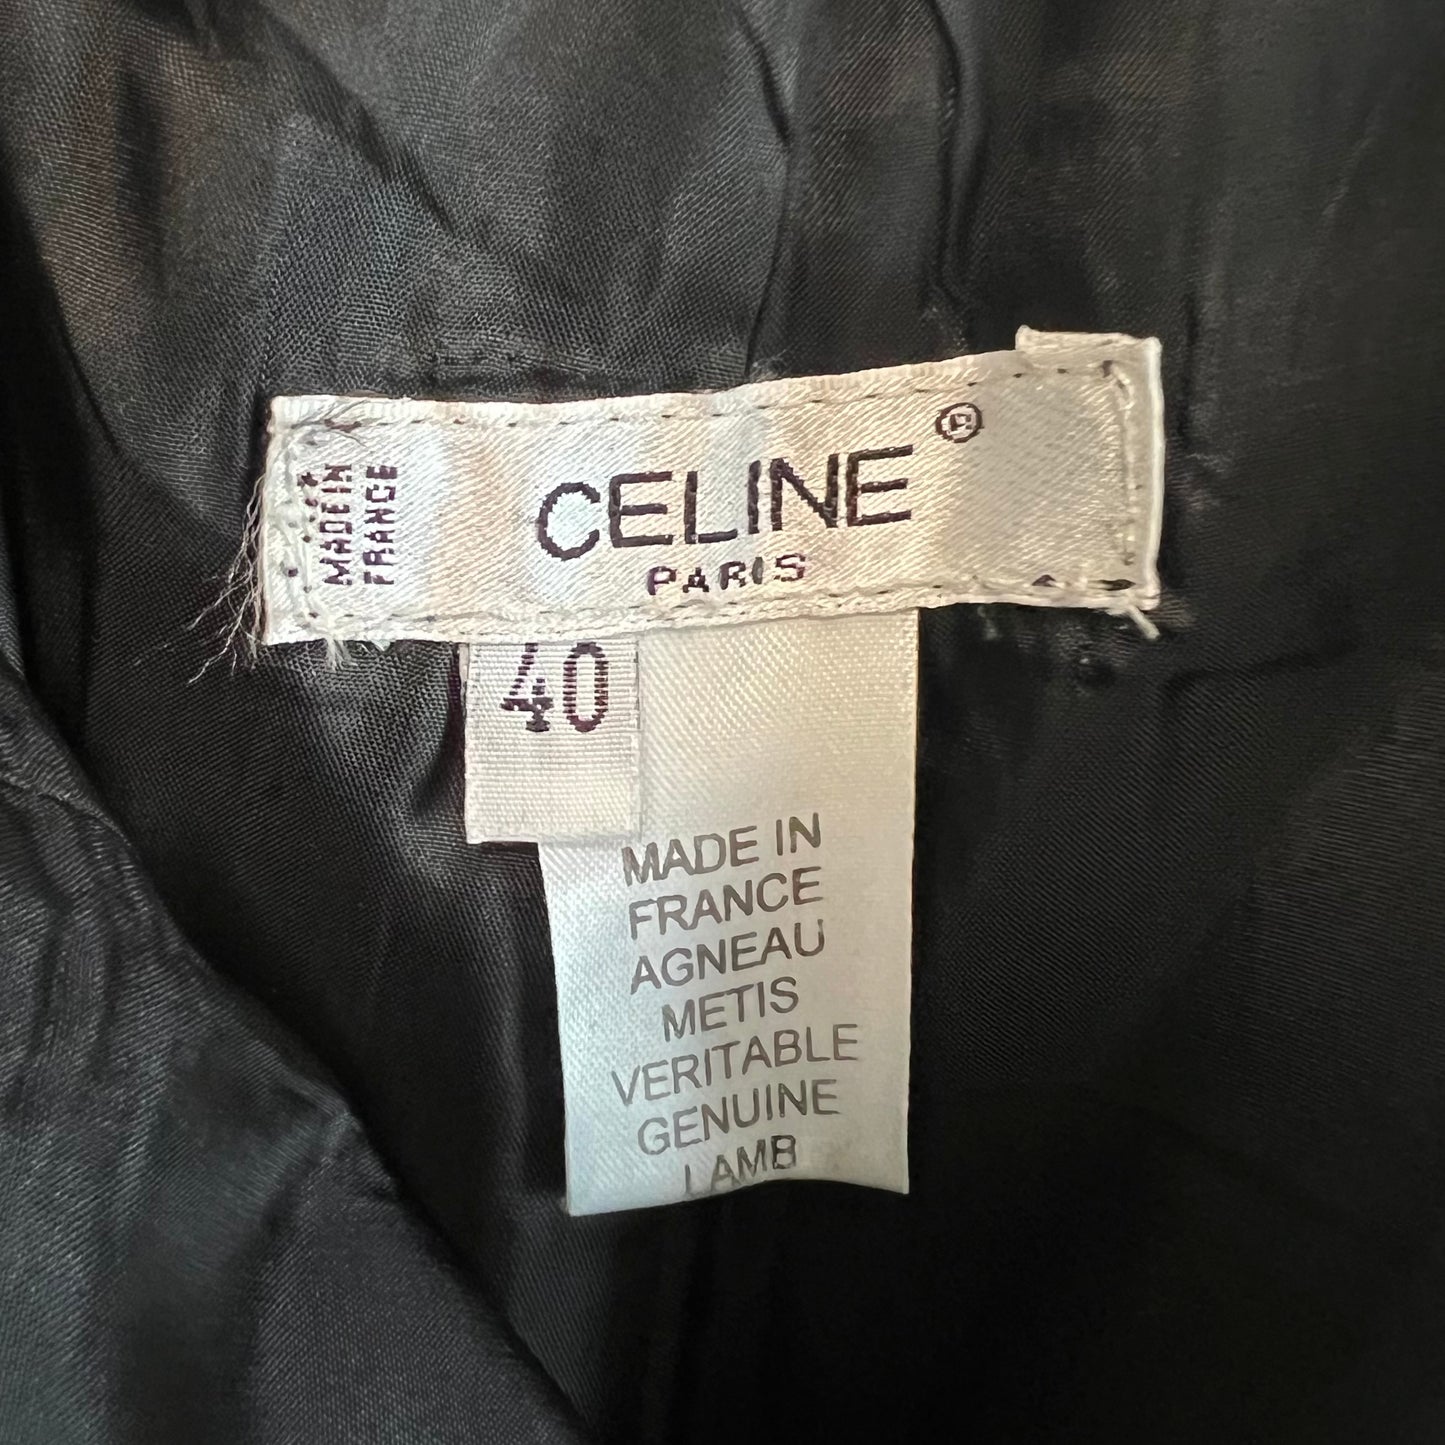 MADE IN
FRANCE
CELINE ®
PARIS
40
MADE IN
FRANCE
AGNEAU
METIS
VERITABLE
GENUINE
LAMB